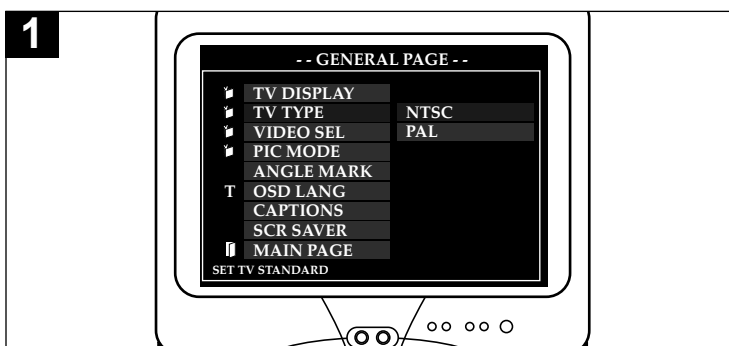 1
- - GENERAL PAGE - -
TV DISPLAY
TV TYPE NTSC
VIDEO SEL PAL
PIC MODE
ANGLE MARK
T OSD LANG
CAPTIONS
SCR SAVER
MAIN PAGE
SET TV STANDARD